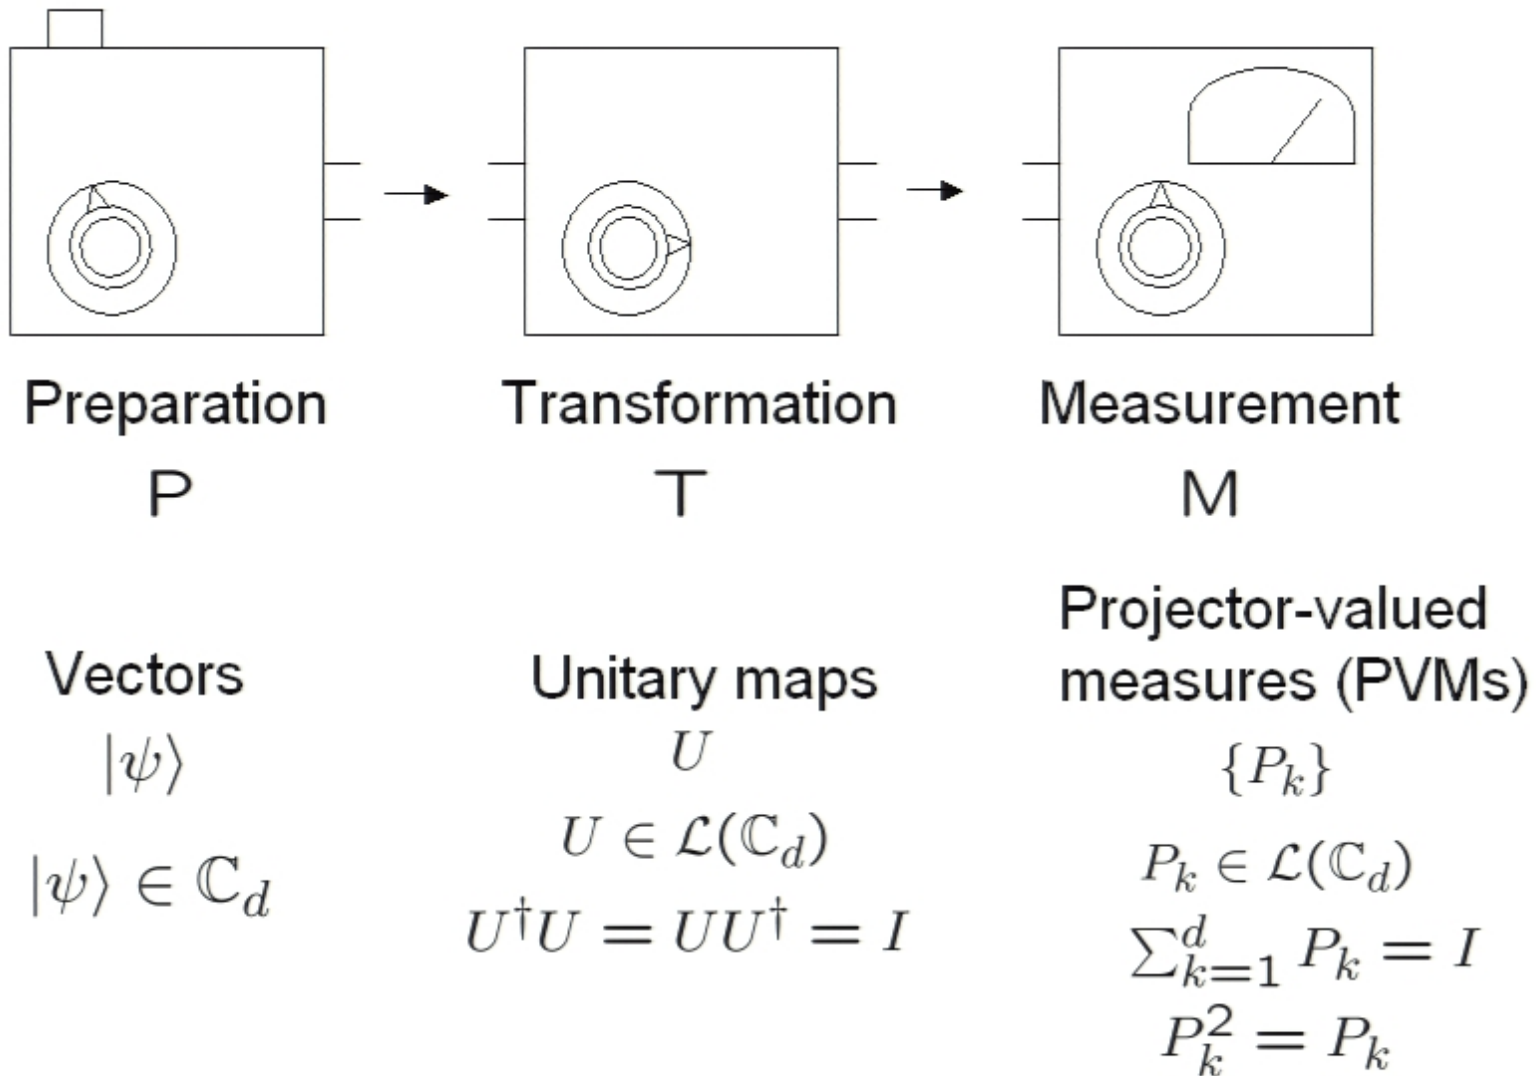 Preparation
P
Vectors
|ψ⟩
|ψ⟩ ∈ ℂ_d
Transformation
T
Unitary maps
U
U ∈ ℒ(ℂ_d)
U†U = UU† = I
Measurement
M
Projector-valued
measures (PVMs)
{P_k}
P_k ∈ ℒ(ℂ_d)
∑_{k=1}^d P_k = I
P_k^2 = P_k